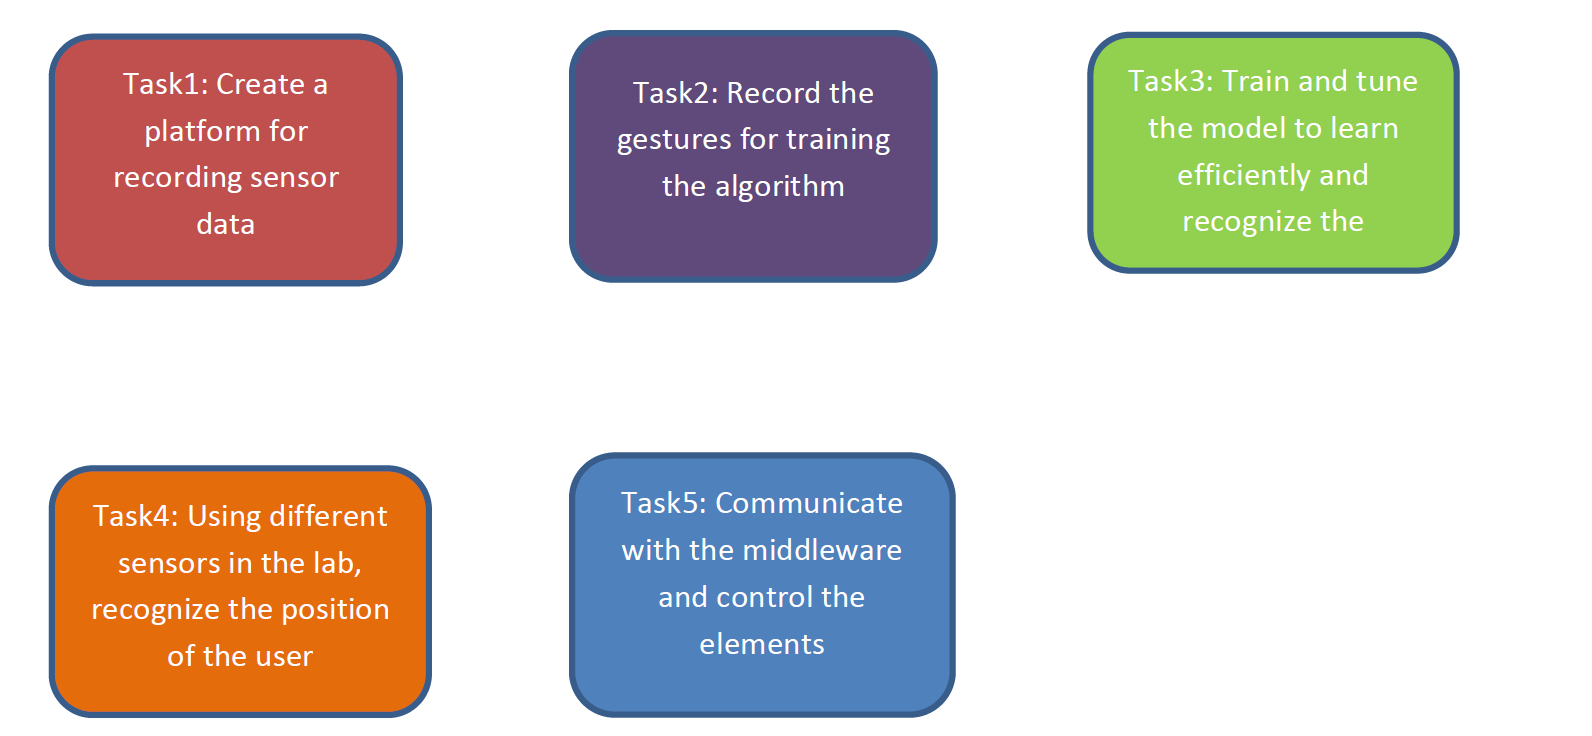 Task1: Create a
platform for
recording sensor
data
Task2: Record the
gestures for training
the algorithm
Task3: Train and tune
the model to learn
efficiently and
recognize the
Task4: Using different
sensors in the lab,
recognize the position
of the user
Task5: Communicate
with the middleware
and control the
elements